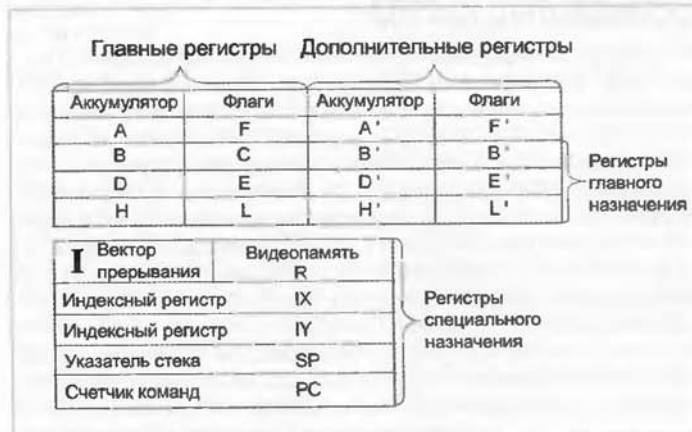 Главные регистры Дополнительные регистры
Аккумулятор Флаги Аккумулятор Флаги
A F A' F'
B C B' B'
D E D' E'
H L H' L'
Регистры
главного
назначения
I Вектор
прерывания
Видеопамять
R
Индексный регистр IX
Индексный регистр IY
Указатель стека SP
Счетчик команд PC
Регистры
специального
назначения